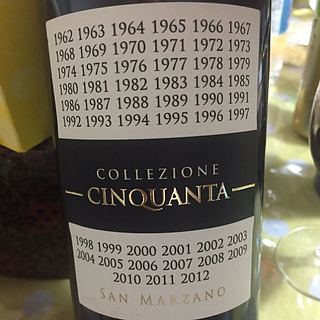 1962 1963 1964 1965 1966 1967
1968 1969 1970 1971 1972 1973
1974 1975 1976 1977 1978 1979
1980 1981 1982 1983 1984 1985
1986 1987 1988 1989 1990 1991
1992 1993 1994 1995 1996 1997
COLLEZIONE
CINQUANTA
1998 1999 2000 2001 2002 2003
2004 2005 2006 2007 2008 2009
2010 2011 2012
SAN MARZANO